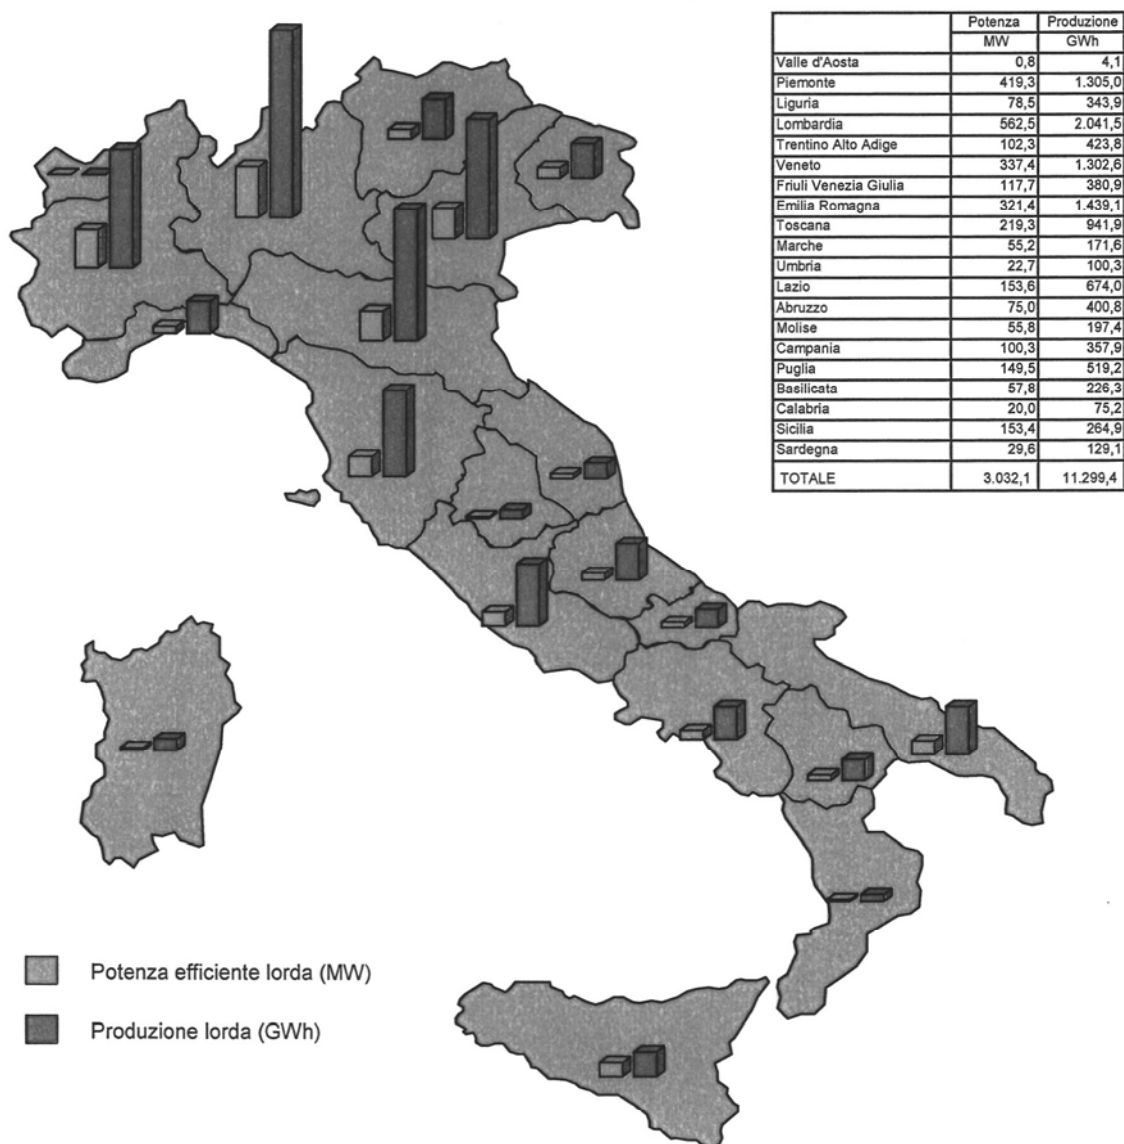 Potenza Produzione
MW GWh
Valle d'Aosta 0,8 4,1
Piemonte 419,3 1.305,0
Liguria 78,5 343,9
Lombardia 562,5 2.041,5
Trentino Alto Adige 102,3 423,8
Veneto 337,4 1.302,6
Friuli Venezia Giulia 117,7 380,9
Emilia Romagna 321,4 1.439,1
Toscana 219,3 941,9
Marche 55,2 171,6
Umbria 22,7 100,3
Lazio 153,6 674,0
Abruzzo 75,0 400,8
Molise 55,8 197,4
Campania 100,3 357,9
Puglia 149,5 519,2
Basilicata 57,8 226,3
Calabria 20,0 75,2
Sicilia 153,4 264,9
Sardegna 29,6 129,1
TOTALE 3.032,1 11.299,4
Potenza efficiente lorda (MW)
Produzione lorda (GWh)